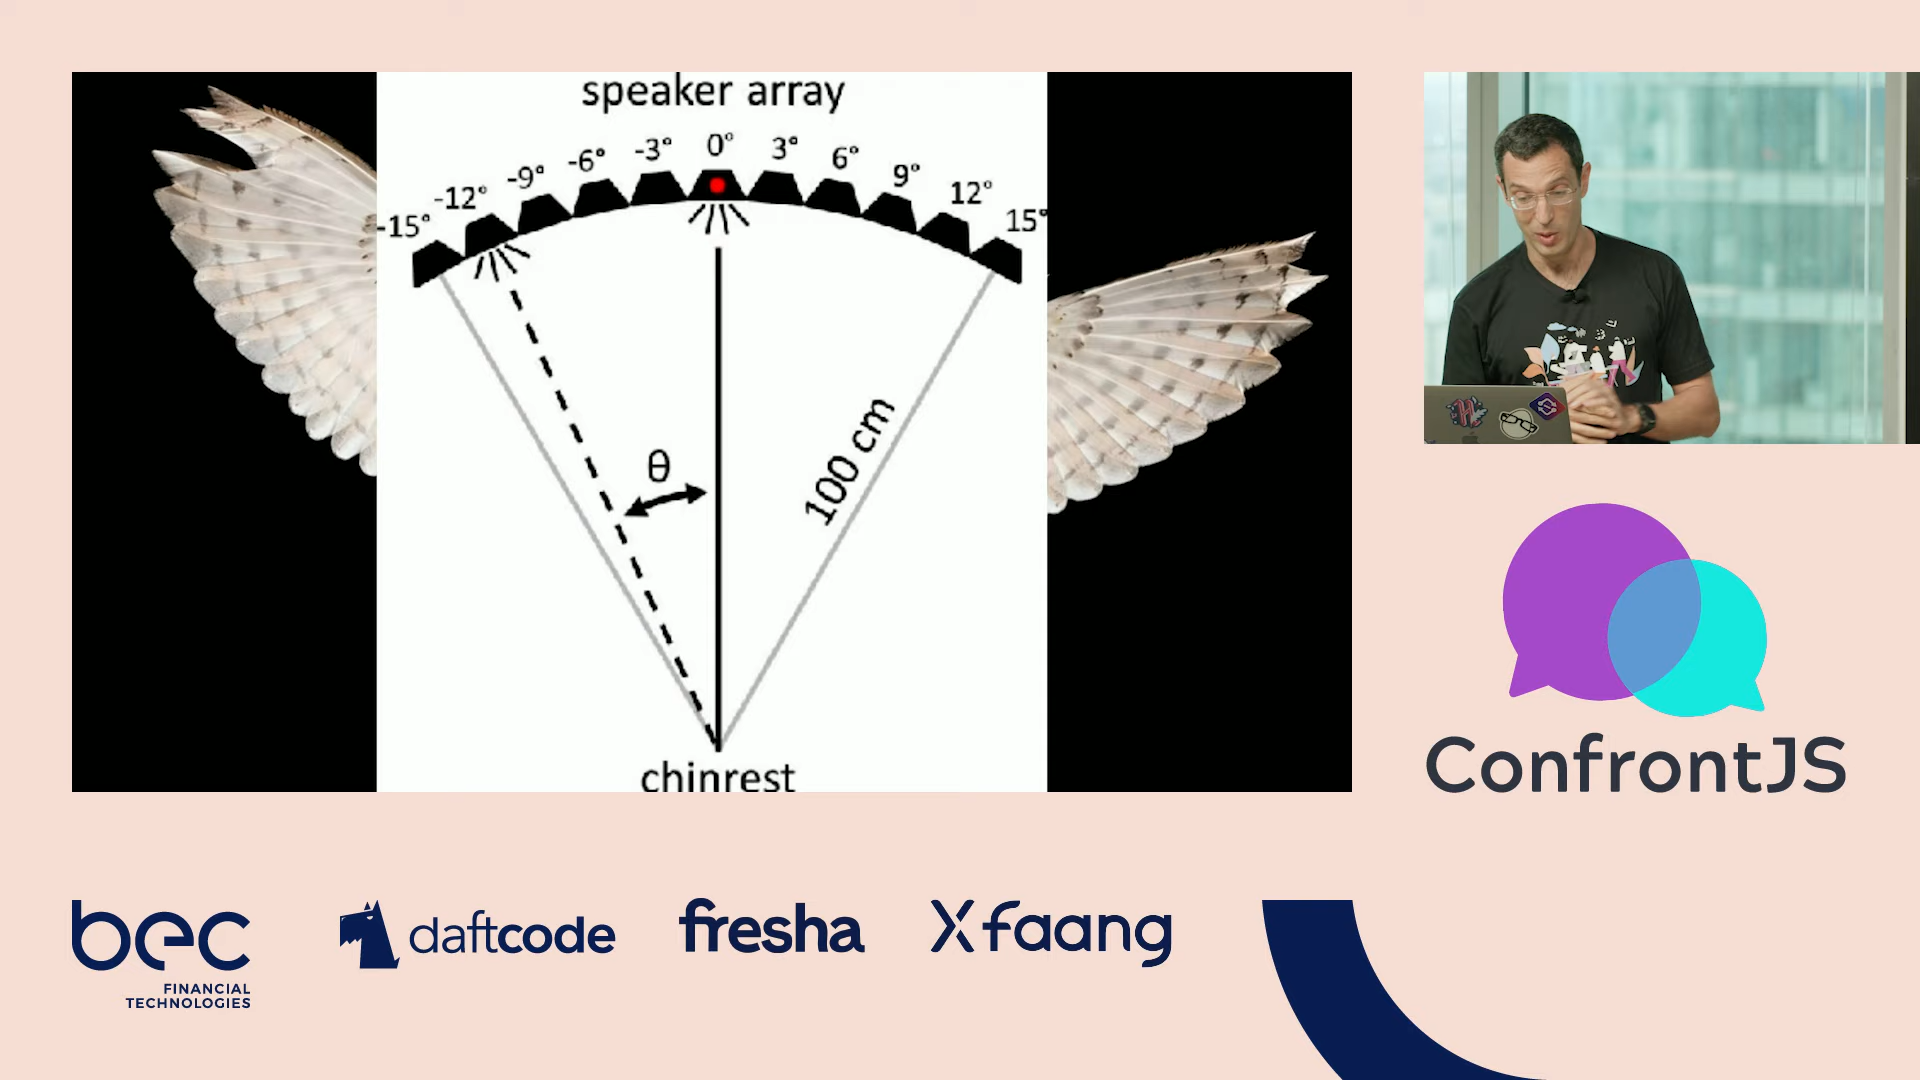 speaker array
-15° -12° -9° -6° -3° 0° 3° 6° 9° 12° 15°
θ
100 cm
chinrest
ConfrontJS
bec
FINANCIAL
TECHNOLOGIES
daftcode
fresha
Xfaang